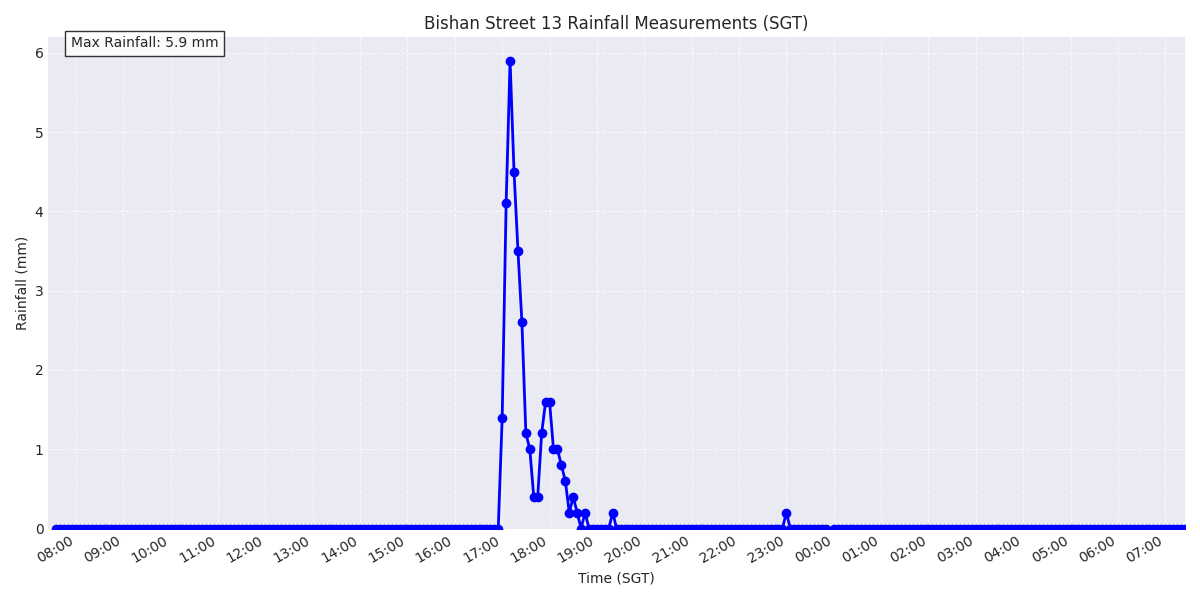 Bishan Street 13 Rainfall Measurements (SGT)
Max Rainfall: 5.9 mm
6
5
4
3
2
1
0
Rainfall (mm)
08:00 09:00 10:00 11:00 12:00 13:00 14:00 15:00 16:00 17:00 18:00 19:00 20:00 21:00 22:00 23:00 00:00 01:00 02:00 03:00 04:00 05:00 06:00 07:00
Time (SGT)